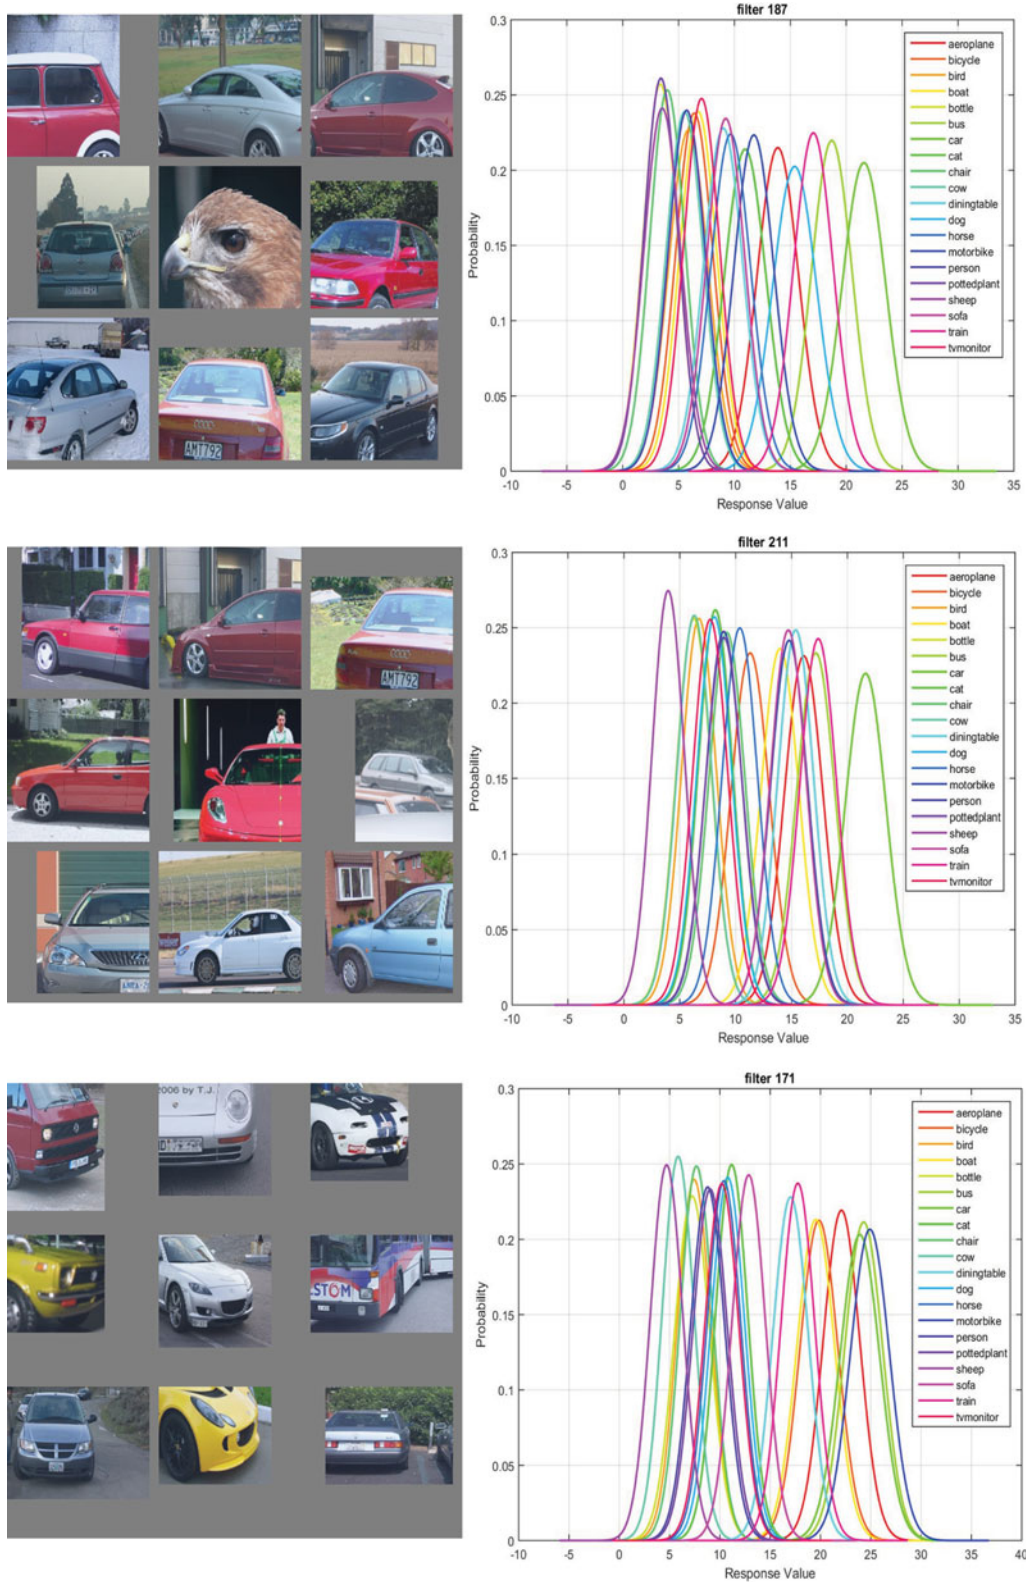 filter 187
0.3
0.25
0.2
0.15
0.1
0.05
0
Probability
-10 -5 0 5 10 15 20 25 30 35
Response Value
aeroplane
bicycle
bird
boat
bottle
bus
car
cat
chair
cow
diningtable
dog
horse
motorbike
person
pottedplant
sheep
sofa
train
tvmonitor
AMT792
filter 211
0.3
0.25
0.2
0.15
0.1
0.05
0
Probability
-10 -5 0 5 10 15 20 25 30 35
Response Value
aeroplane
bicycle
bird
boat
bottle
bus
car
cat
chair
cow
diningtable
dog
horse
motorbike
person
pottedplant
sheep
sofa
train
tvmonitor
AMT792
filter 171
0.3
0.25
0.2
0.15
0.1
0.05
0
Probability
-10 -5 0 5 10 15 20 25 30 35 40
Response Value
aeroplane
bicycle
bird
boat
bottle
bus
car
cat
chair
cow
diningtable
dog
horse
motorbike
person
pottedplant
sheep
sofa
train
tvmonitor
2006 by T.J.
STOM